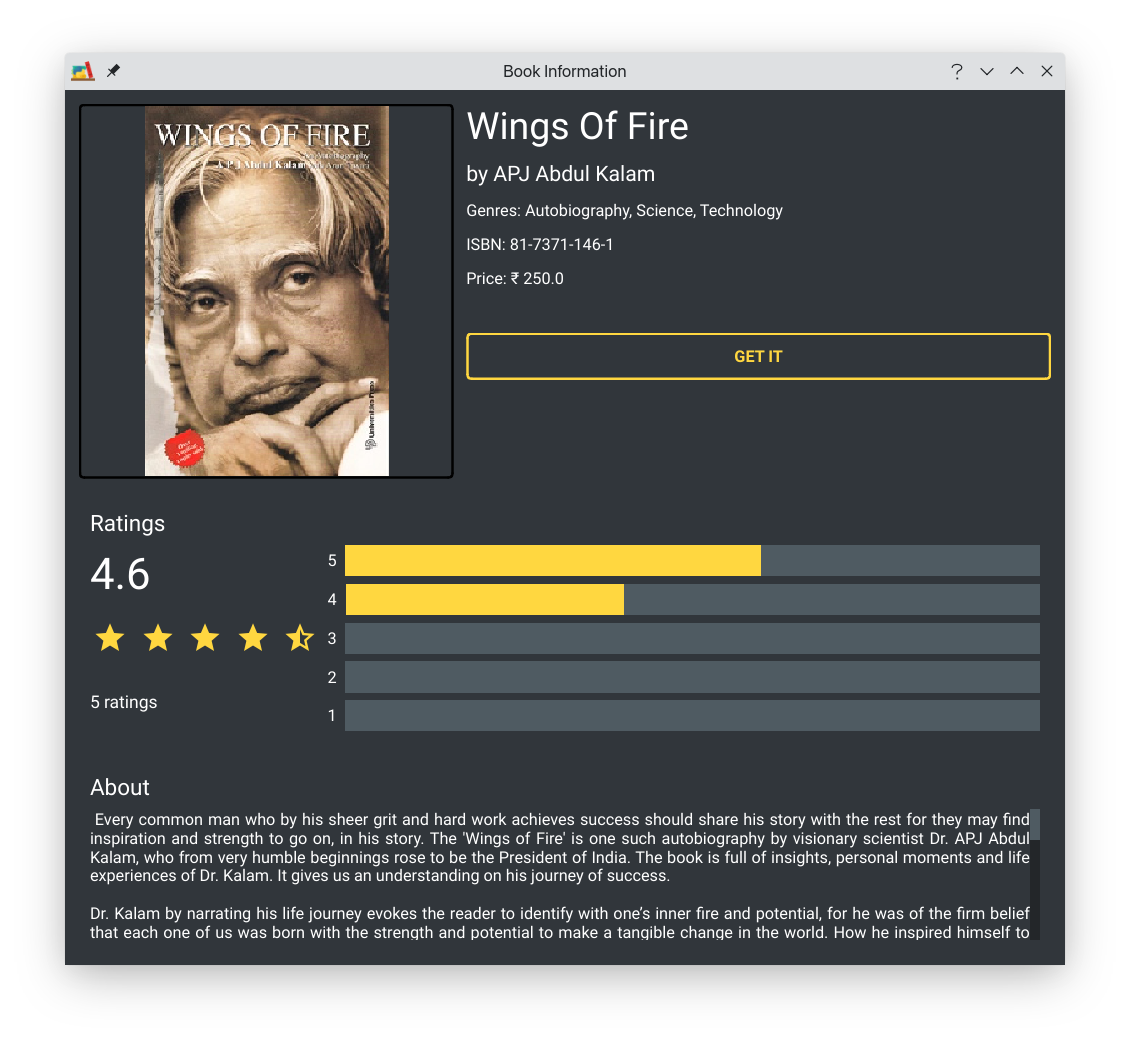 Book Information
WINGS OF FIRE
A P J Abdul Kalam
Universities Press
Wings Of Fire
by APJ Abdul Kalam
Genres: Autobiography, Science, Technology
ISBN: 81-7371-146-1
Price: ₹ 250.0
GET IT
Ratings
4.6
5 ratings
5
4
3
2
1
About
Every common man who by his sheer grit and hard work achieves success should share his story with the rest for they may find
inspiration and strength to go on, in his story. The 'Wings of Fire' is one such autobiography by visionary scientist Dr. APJ Abdul
Kalam, who from very humble beginnings rose to be the President of India. The book is full of insights, personal moments and life
experiences of Dr. Kalam. It gives us an understanding on his journey of success.
Dr. Kalam by narrating his life journey evokes the reader to identify with one’s inner fire and potential, for he was of the firm belief
that each one of us was born with the strength and potential to make a tangible change in the world. How he inspired himself to